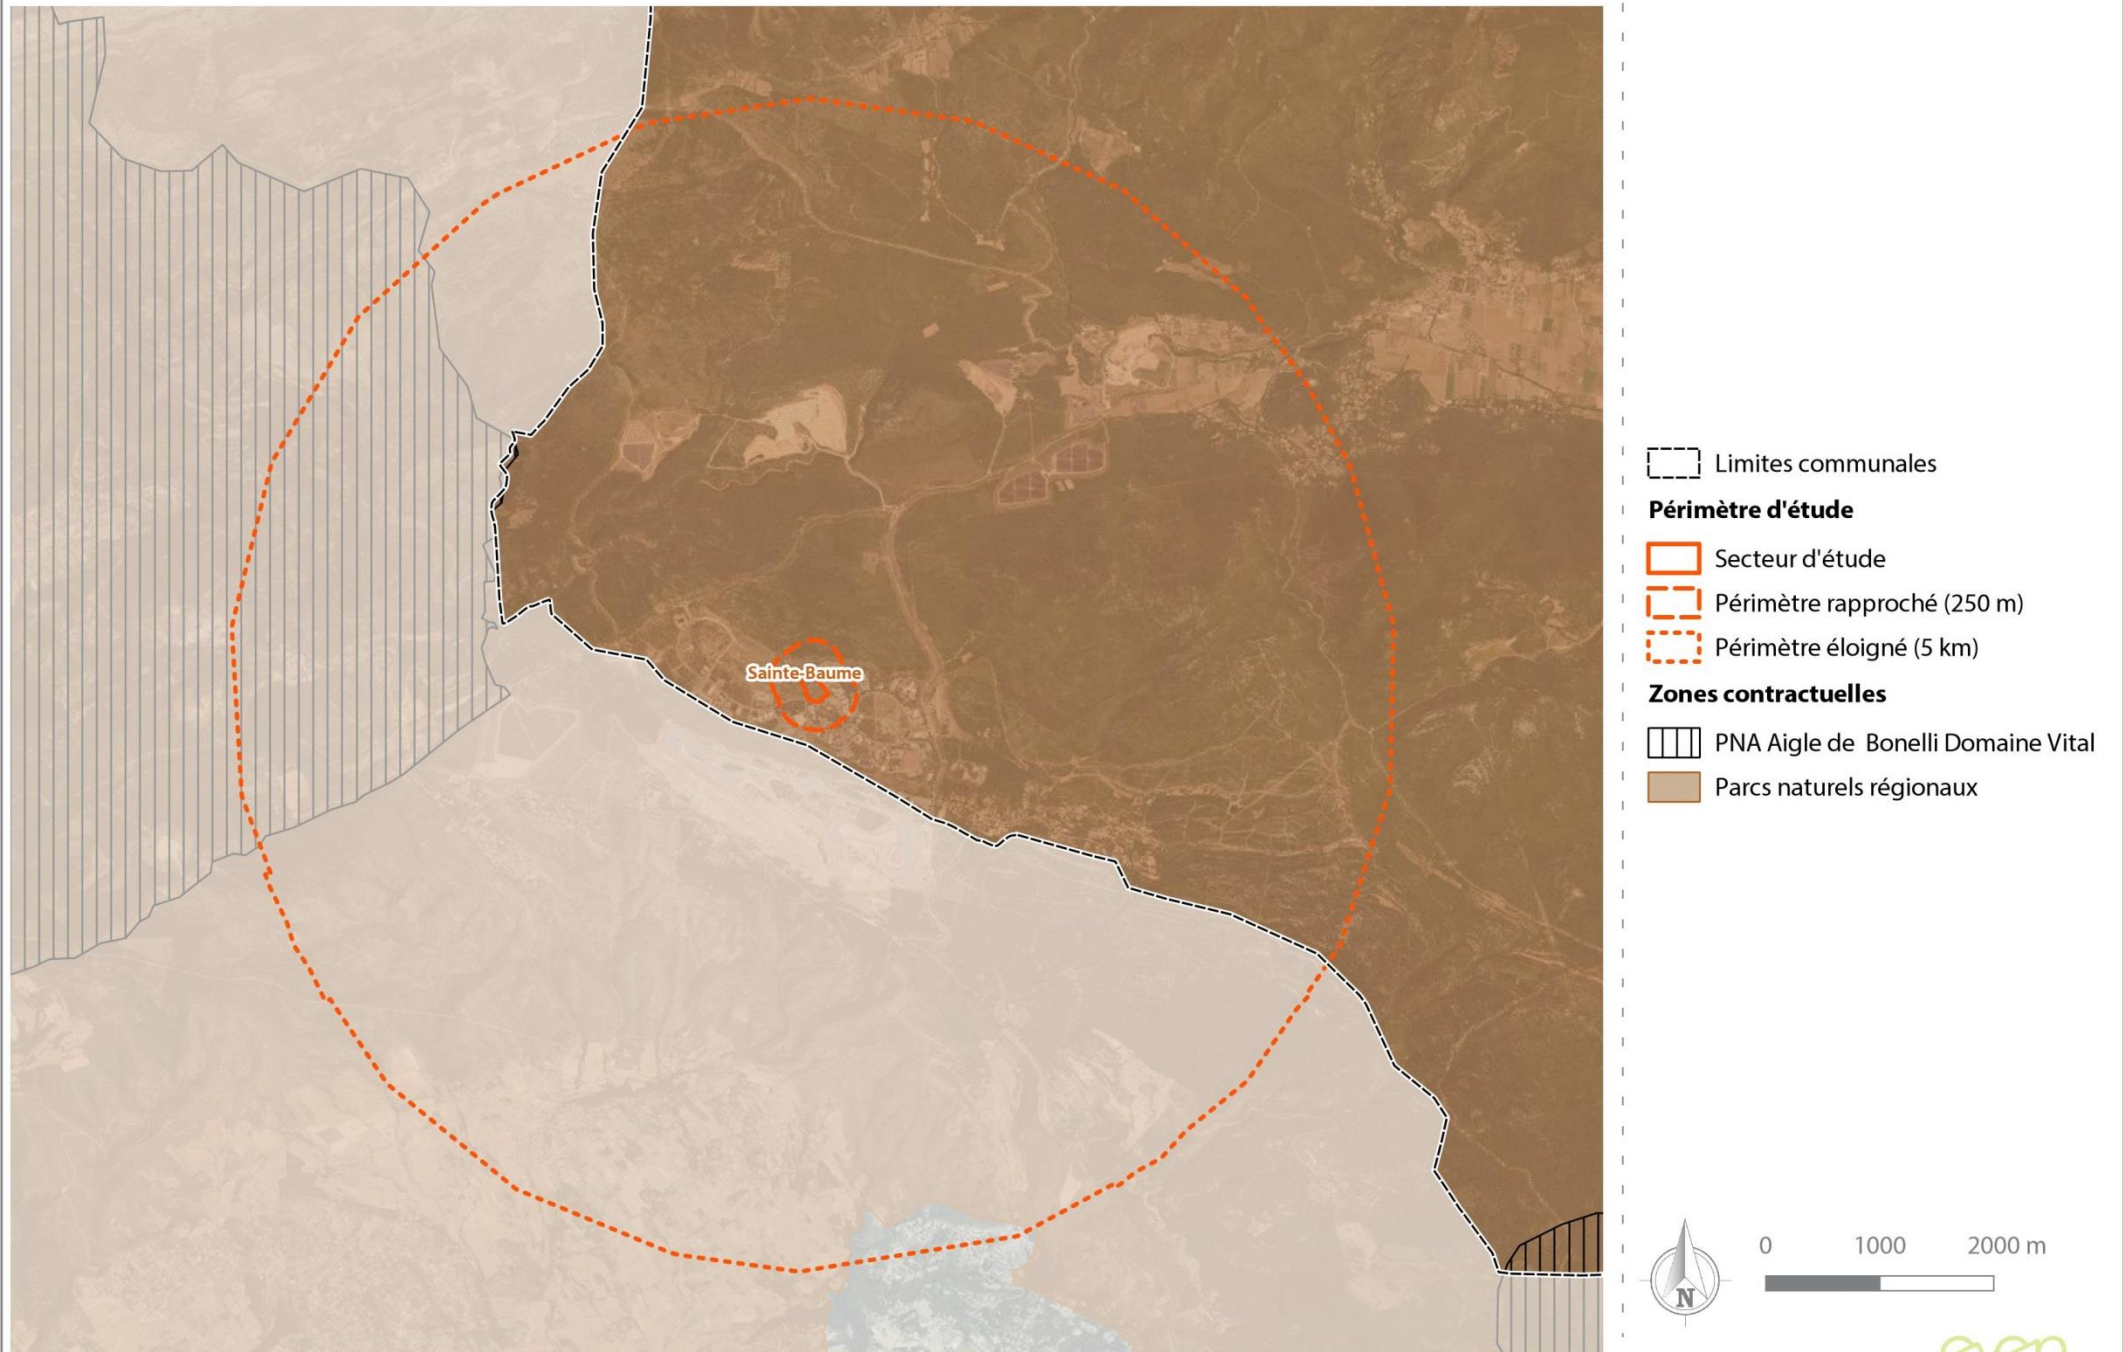 Sainte-Baume
Limites communales
Périmètre d'étude
Secteur d'étude
Périmètre rapproché (250 m)
Périmètre éloigné (5 km)
Zones contractuelles
PNA Aigle de Bonelli Domaine Vital
Parcs naturels régionaux
0 1000 2000 m
N